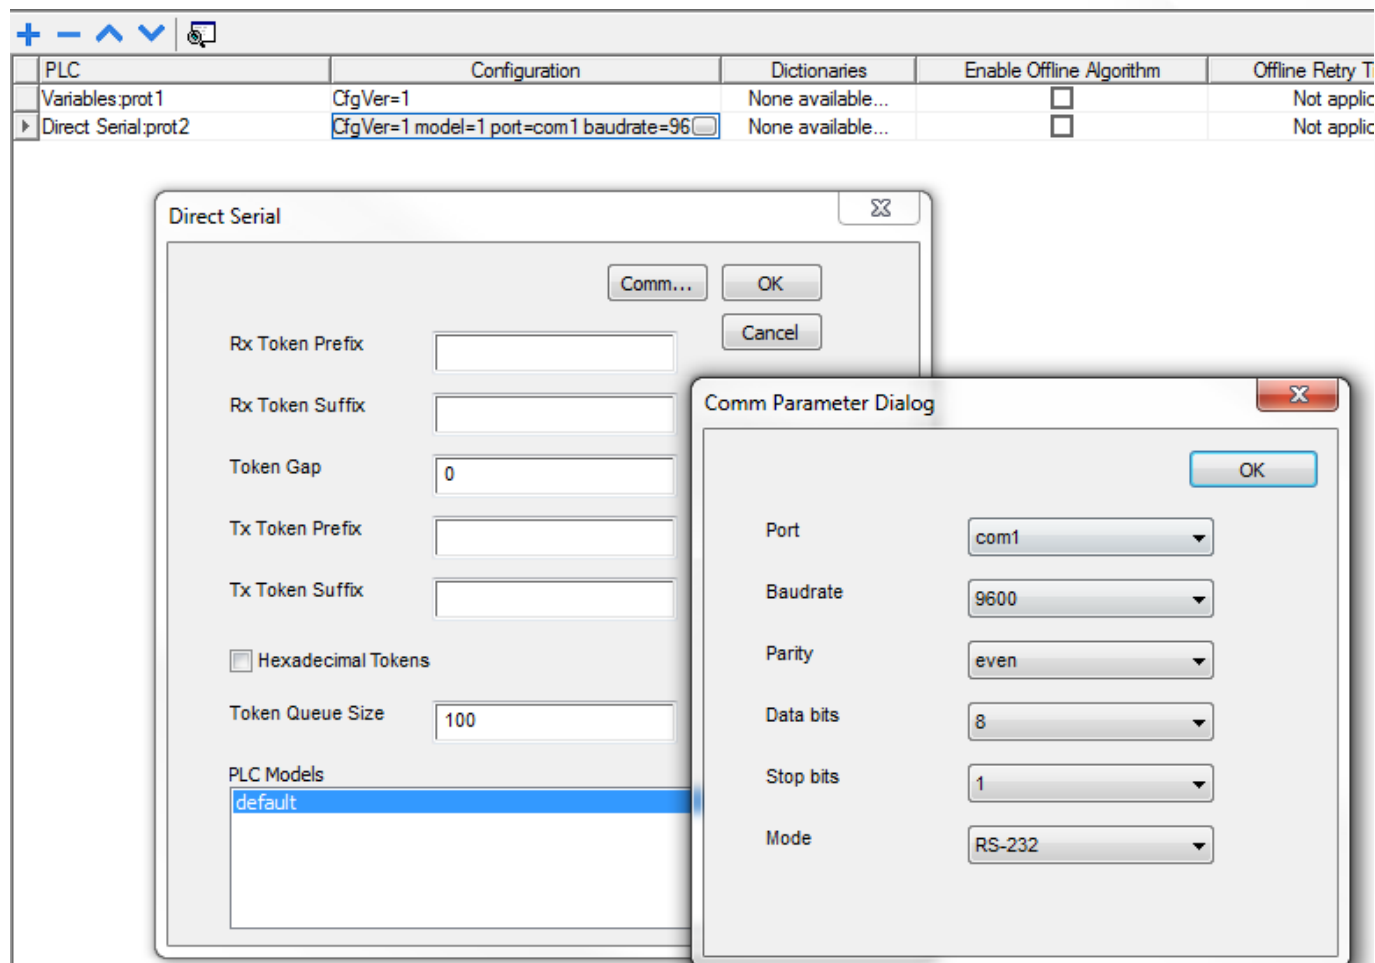 PLC Configuration Dictionaries Enable Offline Algorithm Offline Retry
Variables:prot1 CfgVer=1 None available... Not
Direct Serial:prot2 CfgVer=1 model=1 port=com1 baudrate=96 None available... Not
Direct Serial
Comm... OK
Cancel
Rx Token Prefix
Rx Token Suffix
Token Gap 0
Tx Token Prefix
Tx Token Suffix
Hexadecimal Tokens
Token Queue Size 100
PLC Models
default
Comm Parameter Dialog
OK
Port com1
Baudrate 9600
Parity even
Data bits 8
Stop bits 1
Mode RS-232